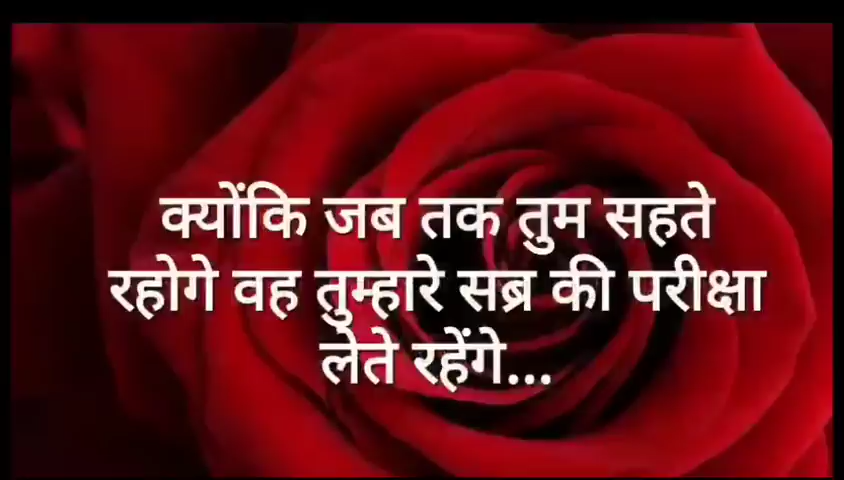 क्योंकि जब तक तुम सहते
रहोगे वह तुम्हारे सब्र की परीक्षा
लेते रहेंगे...